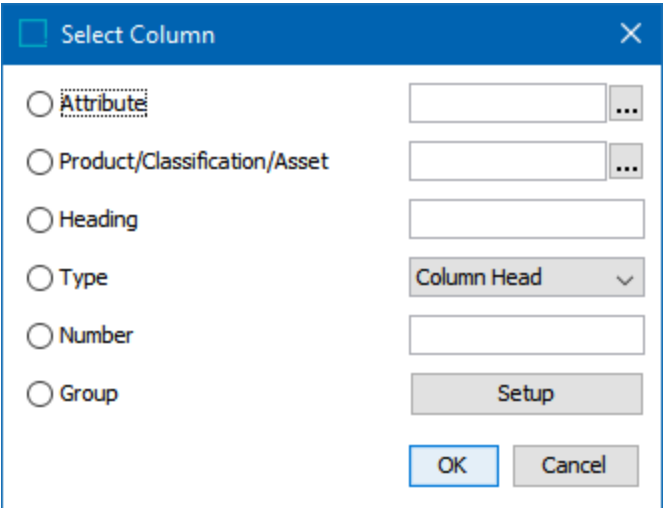 Select Column
Attribute ...
Product/Classification/Asset ...
Heading
Type Column Head
Number
Group Setup
OK Cancel